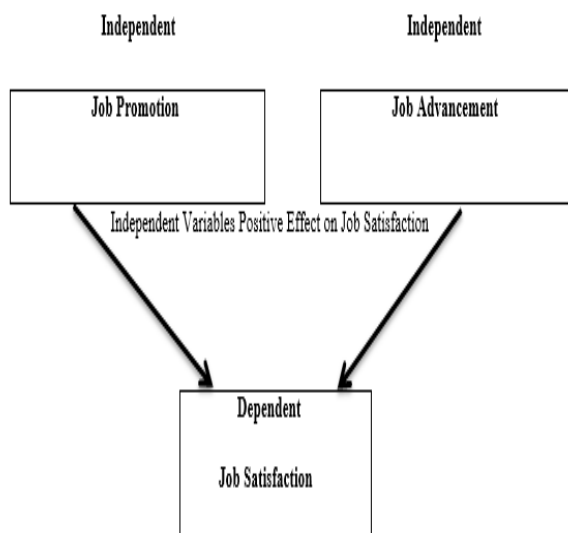 Independent
Independent
Job Promotion
Job Advancement
Independent Variables Positive Effect on Job Satisfaction
Dependent
Job Satisfaction